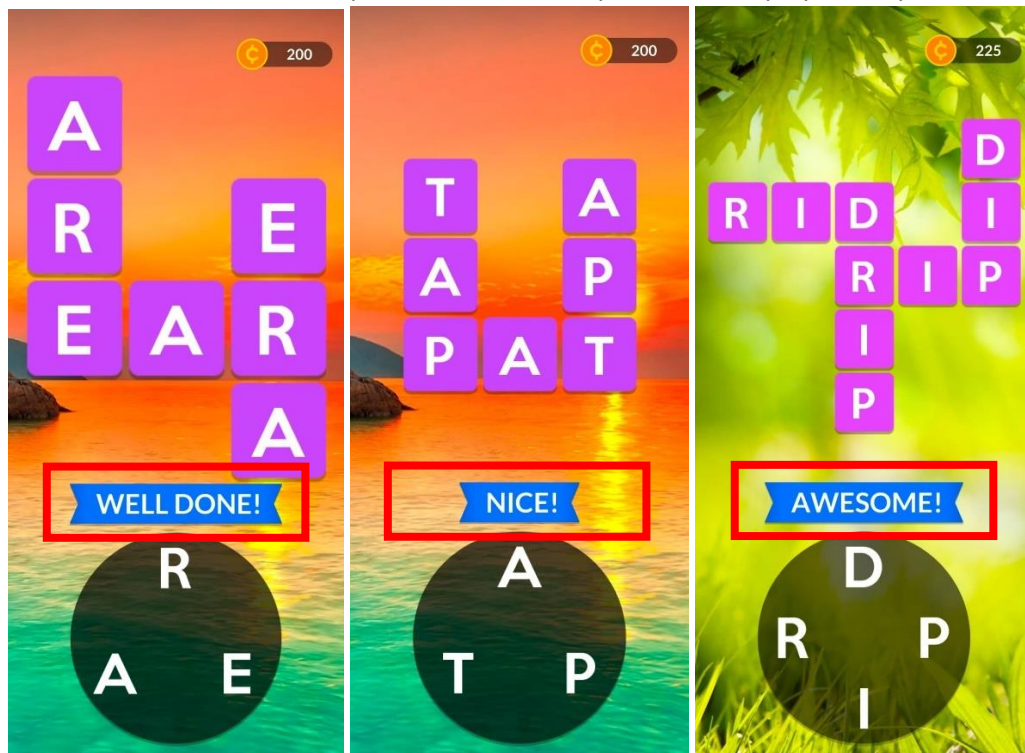 ¢ 200
A
R E
E A R
A
WELL DONE!
R
A E
¢ 200
T A
A P
P A T
NICE!
A
T P
¢ 225
D
R I D I
R I P
I
P
AWESOME!
D
R P
I